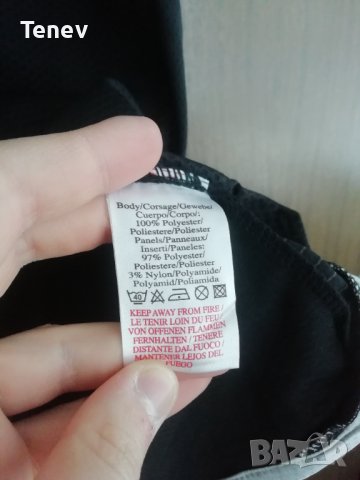 Tenev
Body/Corsage/Gewebe/
Cuerpo/Corpo/:
100% Polyester/
Poliestere/Poliester
Panels/Panneaux/
Inserti/Paneles:
97% Polyester/
Poliestere/Poliester
3% Nylon/Polyamide/
Polyamid/Poliamida
40
KEEP AWAY FROM FIRE/
LE TENIR LOIN DU FEU/
VON OFFENEN FLAMMEN
FERNHALTEN/ TENERE
DISTANTE DAL FUOCO/
MANTENER LEJOS DEL
FUEGO
BAZAR